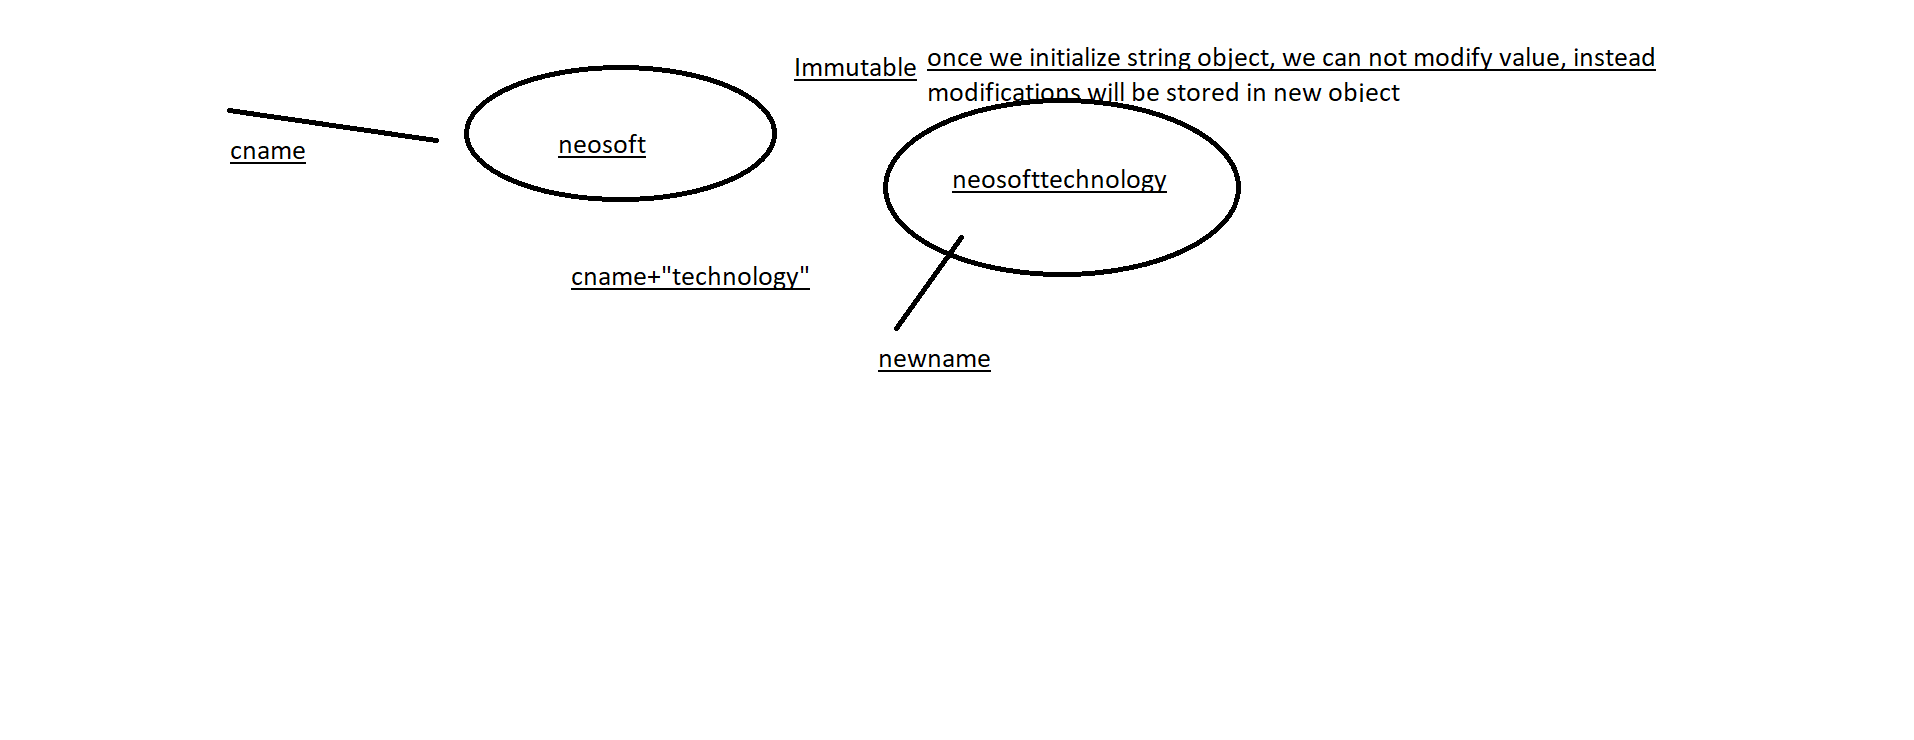 Immutable
once we initialize string object, we can not modify value, instead
modifications will be stored in new object
cname
neosoft
neosofttechnology
cname+"technology"
newname